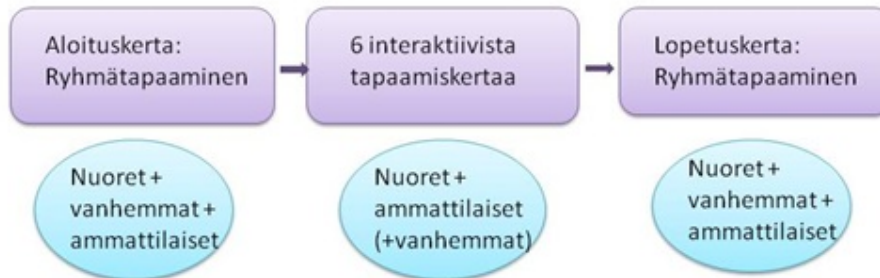 Aloituskerta:
Ryhmätapaaminen
6 interaktiivista
tapaamiskertaa
Lopetuskerta:
Ryhmätapaaminen
Nuoret +
vanhemmat +
ammattilaiset
Nuoret +
ammattilaiset
(+vanhemmat)
Nuoret +
vanhemmat +
ammattilaiset